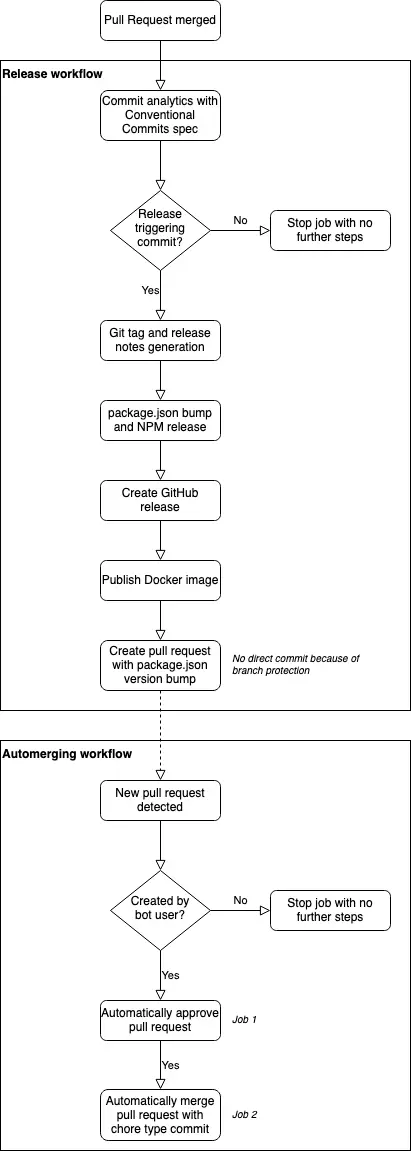 Pull Request merged
Release workflow
Commit analytics with
Conventional
Commits spec
Release
triggering
commit?
No
Stop job with no
further steps
Yes
Git tag and release
notes generation
package.json bump
and NPM release
Create GitHub
release
Publish Docker image
Create pull request
with package.json
version bump
No direct commit because of
branch protection
Automerging workflow
New pull request
detected
Created by
bot user?
No
Stop job with no
further steps
Yes
Automatically approve
pull request
Job 1
Yes
Automatically merge
pull request with
chore type commit
Job 2